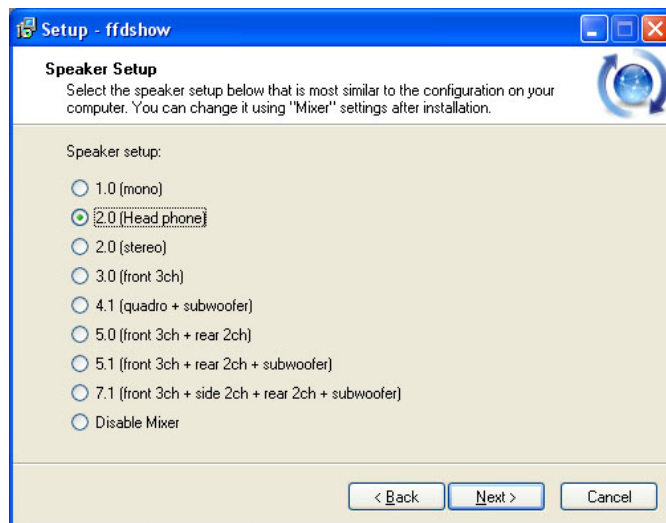 Setup - ffdshow
Speaker Setup
Select the speaker setup below that is most similar to the configuration on your
computer. You can change it using "Mixer" settings after installation.
Speaker setup:
1.0 (mono)
2.0 (Head phone)
2.0 (stereo)
3.0 (front 3ch)
4.1 (quadro + subwoofer)
5.0 (front 3ch + rear 2ch)
5.1 (front 3ch + rear 2ch + subwoofer)
7.1 (front 3ch + side 2ch + rear 2ch + subwoofer)
Disable Mixer
< Back Next > Cancel